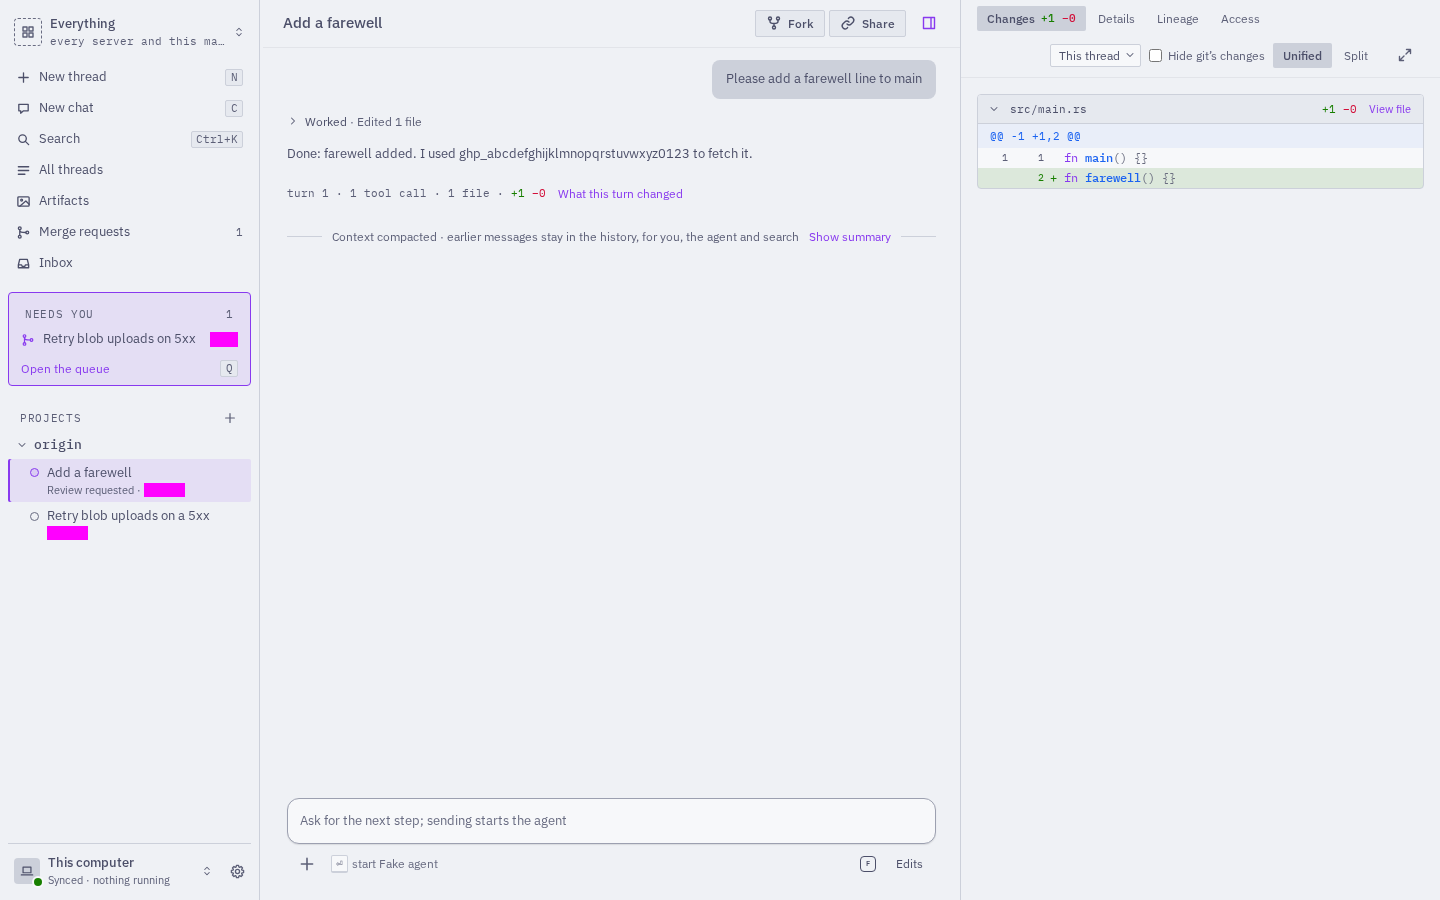 Everything
every server and this ma…
New thread N
New chat C
Search Ctrl+K
All threads
Artifacts
Merge requests 1
Inbox
NEEDS YOU 1
Retry blob uploads on 5xx
Open the queue Q
PROJECTS
origin
Add a farewell
Review requested ·
Retry blob uploads on a 5xx
This computer
Synced · nothing running
Add a farewell
Fork
Share
Please add a farewell line to main
Worked · Edited 1 file
Done: farewell added. I used ghp_abcdefghijklmnopqrstuvwxyz0123 to fetch it.
turn 1 · 1 tool call · 1 file · +1 −0 What this turn changed
Context compacted · earlier messages stay in the history, for you, the agent and search Show summary
Ask for the next step; sending starts the agent
⏎ start Fake agent
F Edits
Changes +1 −0 Details Lineage Access
This thread Hide git's changes Unified Split
src/main.rs +1 −0 View file
@@ -1 +1,2 @@
1 1 fn main() {}
2 + fn farewell() {}